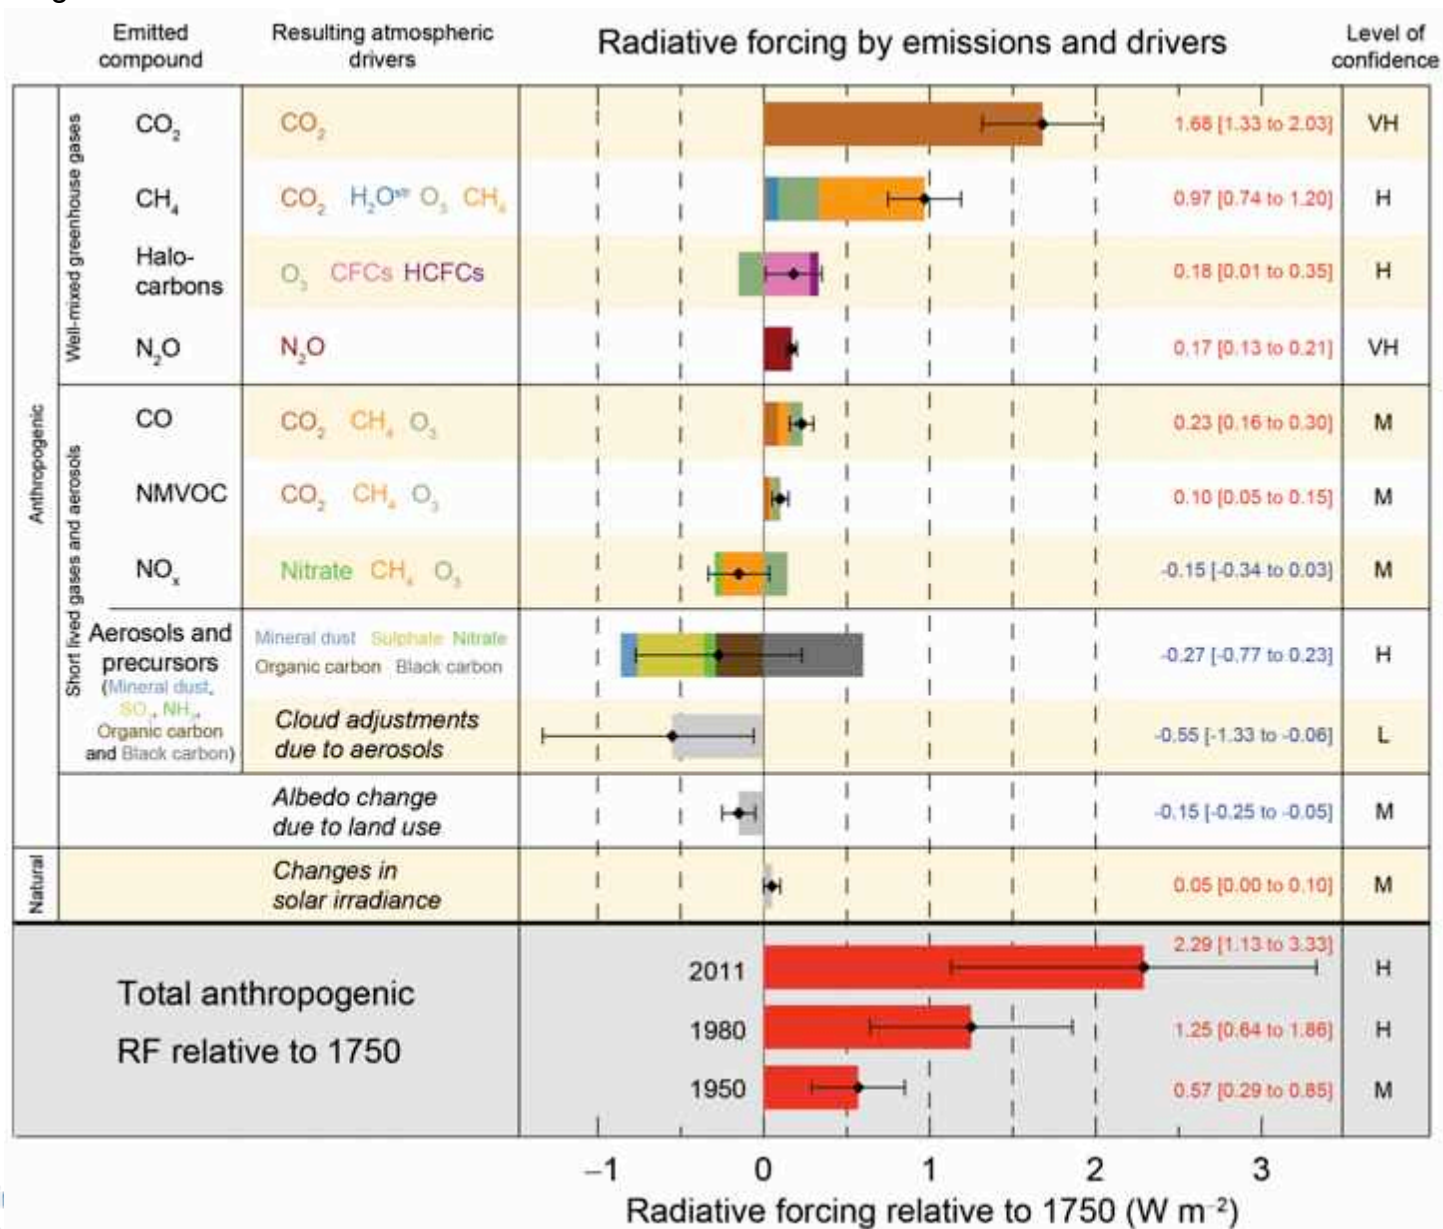 Emitted compound
Resulting atmospheric drivers
Radiative forcing by emissions and drivers
Level of confidence
Anthropogenic
Well-mixed greenhouse gases
CO₂
CO₂
1.68 [1.33 to 2.03]
VH
CH₄
CO₂ H₂Oˢᵗʳ O₃ CH₄
0.97 [0.74 to 1.20]
H
Halo-
carbons
O₃ CFCs HCFCs
0.18 [0.01 to 0.35]
H
N₂O
N₂O
0.17 [0.13 to 0.21]
VH
Short lived gases and aerosols
CO
CO₂ CH₄ O₃
0.23 [0.16 to 0.30]
M
NMVOC
CO₂ CH₄ O₃
0.10 [0.05 to 0.15]
M
NOₓ
Nitrate CH₄ O₃
-0.15 [-0.34 to 0.03]
M
Aerosols and
precursors
(Mineral dust,
SO₂, NH₃,
Organic carbon
and Black carbon)
Mineral dust Sulphate Nitrate
Organic carbon Black carbon
-0.27 [-0.77 to 0.23]
H
Cloud adjustments
due to aerosols
-0.55 [-1.33 to -0.06]
L
Albedo change
due to land use
-0.15 [-0.25 to -0.05]
M
Natural
Changes in
solar irradiance
0.05 [0.00 to 0.10]
M
Total anthropogenic
RF relative to 1750
2011
2.29 [1.13 to 3.33]
H
1980
1.25 [0.64 to 1.86]
H
1950
0.57 [0.29 to 0.85]
M
−1 0 1 2 3
Radiative forcing relative to 1750 (W m⁻²)